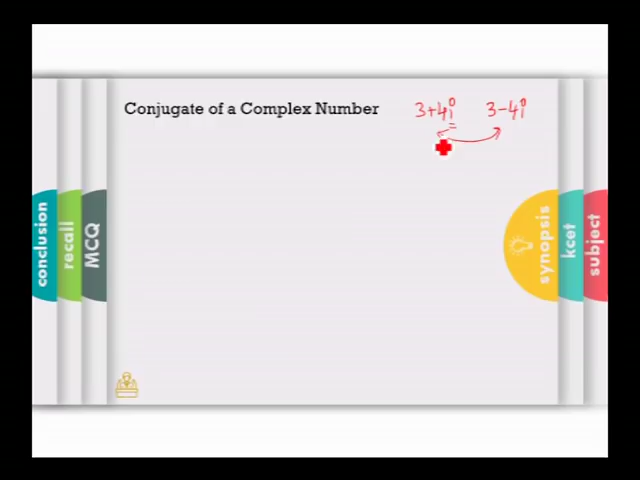 Conjugate of a Complex Number 3+4i 3-4i
conclusion
recall
MCQ
synopsis
kcet
subject